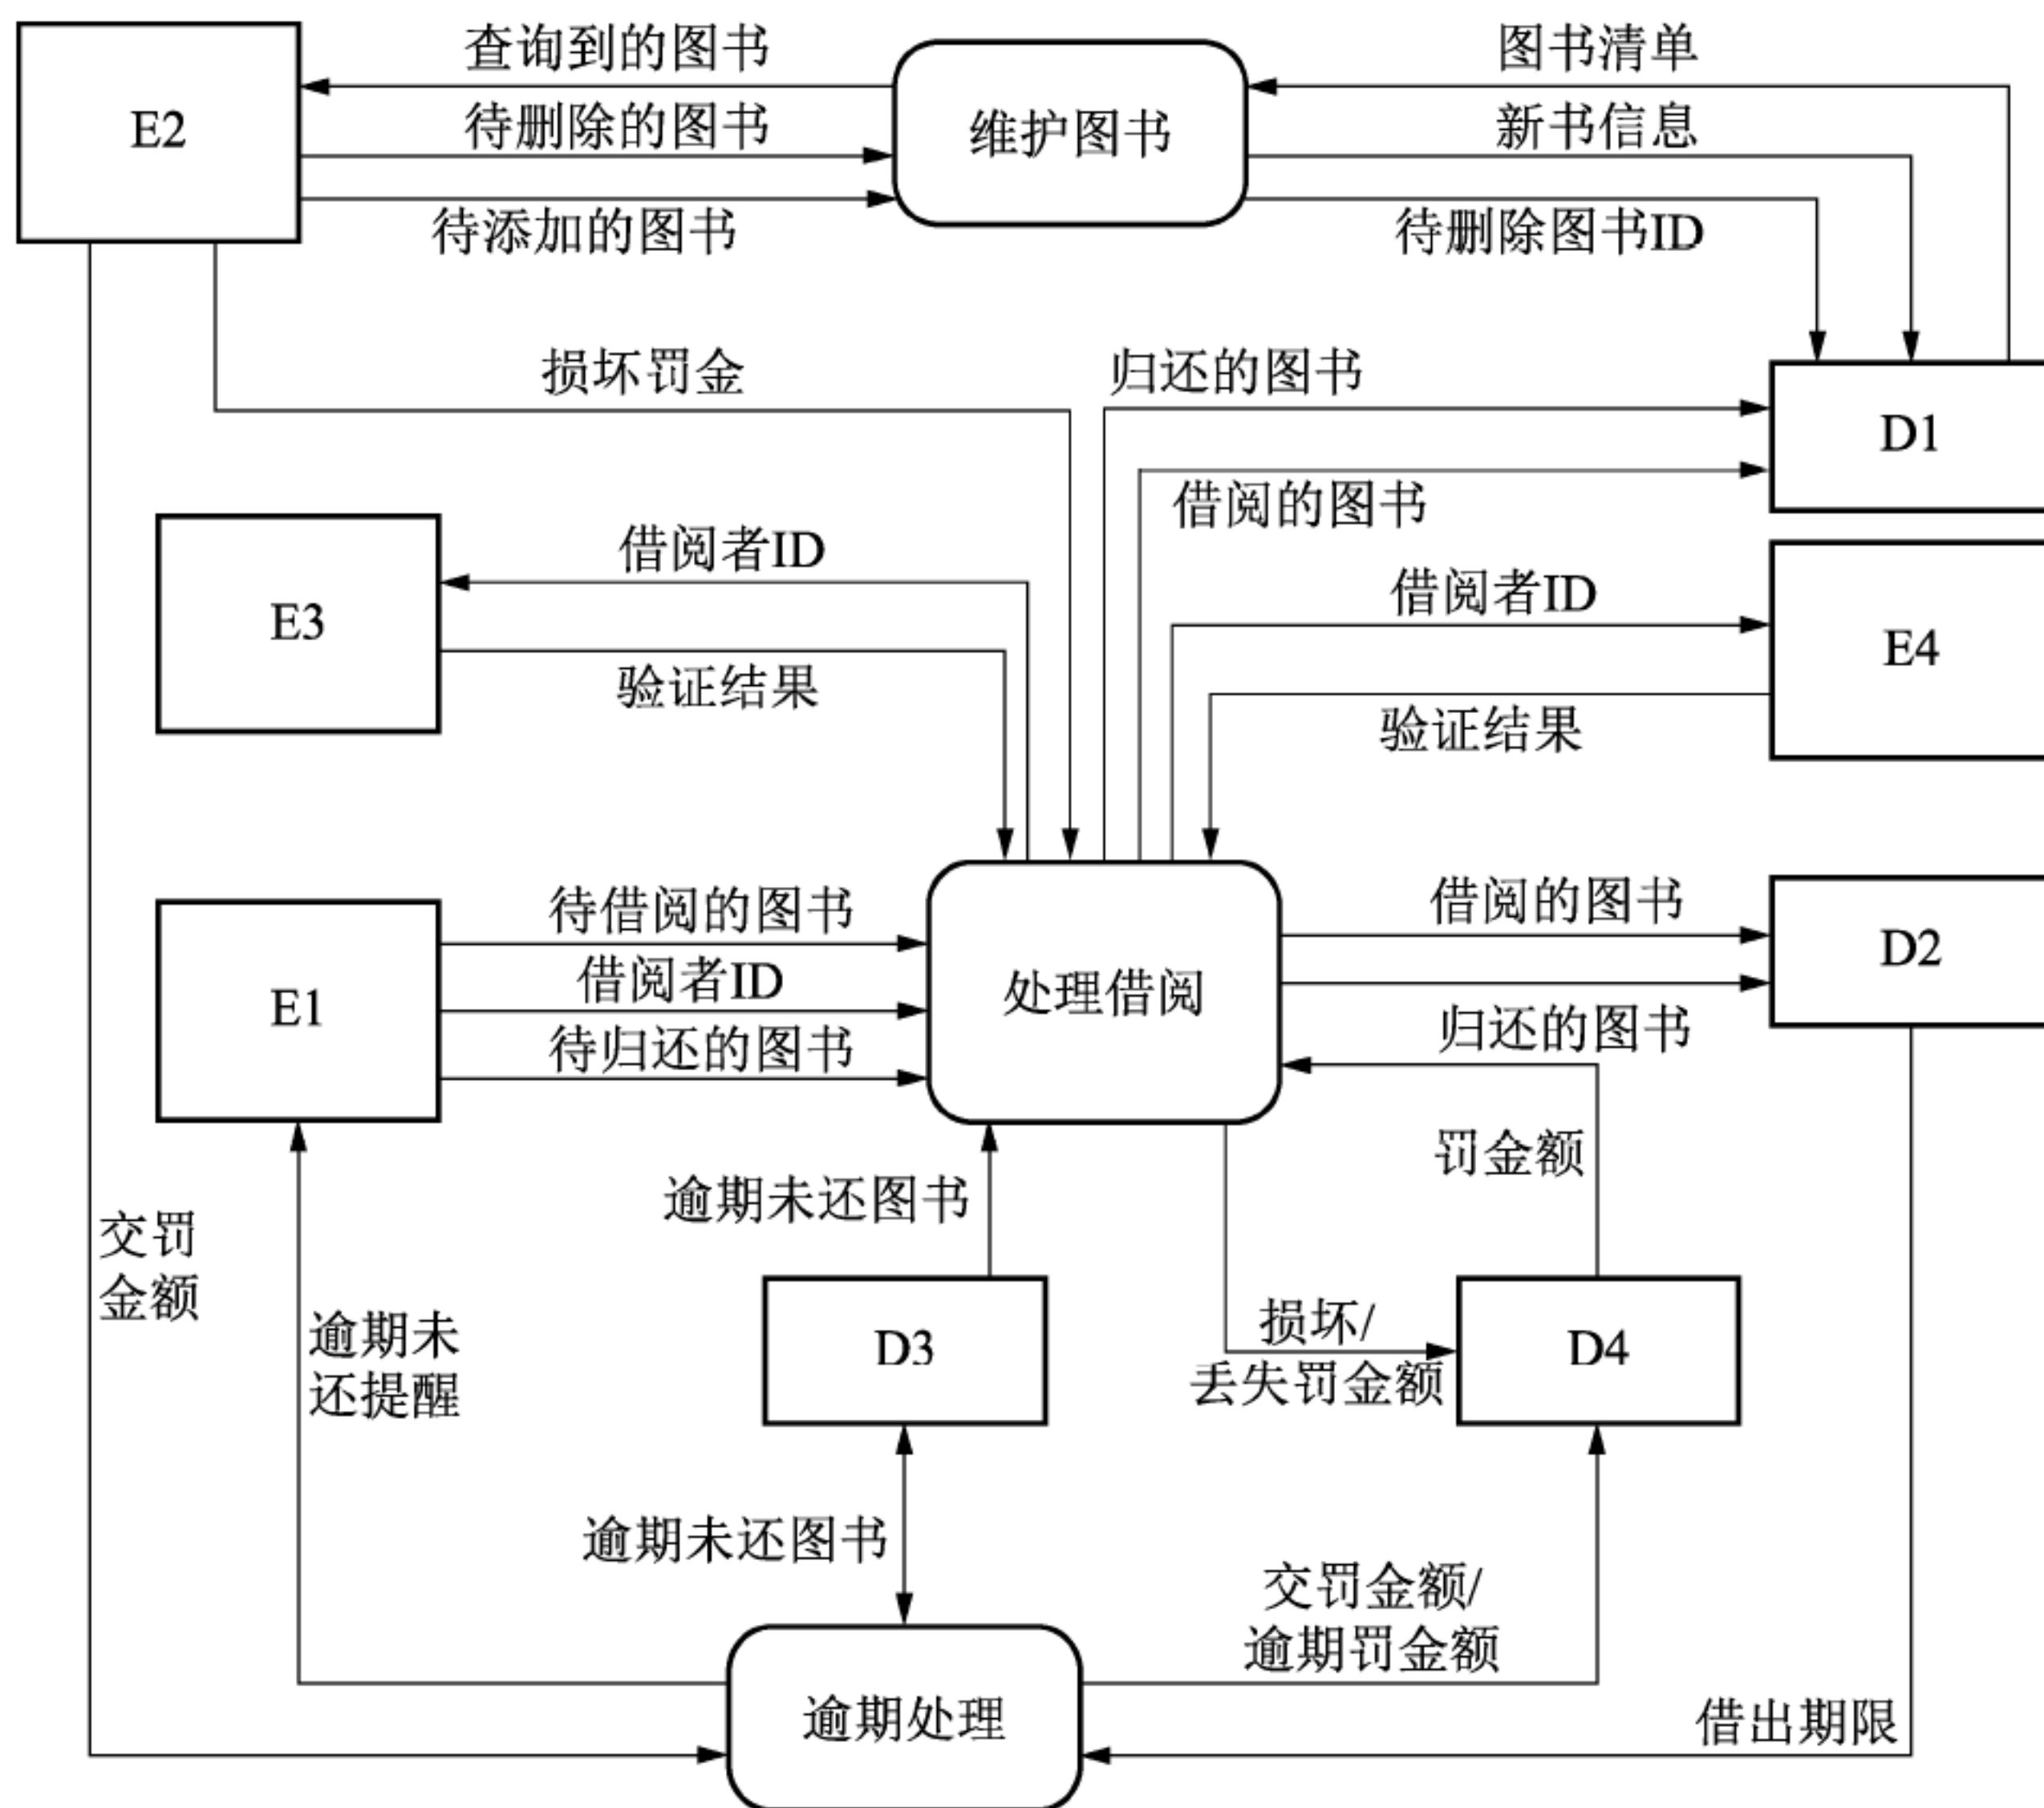 查询到的图书
图书清单
E2
待删除的图书
维护图书
新书信息
待添加的图书
待删除图书ID
损坏罚金
归还的图书
D1
借阅的图书
借阅者ID
借阅者ID
E3
E4
验证结果
验证结果
待借阅的图书
借阅的图书
D2
借阅者ID
处理借阅
E1
归还的图书
待归还的图书
罚金额
逾期未还图书
交罚
金额
逾期未
还提醒
D3
损坏/
丢失罚金额
D4
逾期未还图书
交罚金额/
逾期罚金额
逾期处理
借出期限